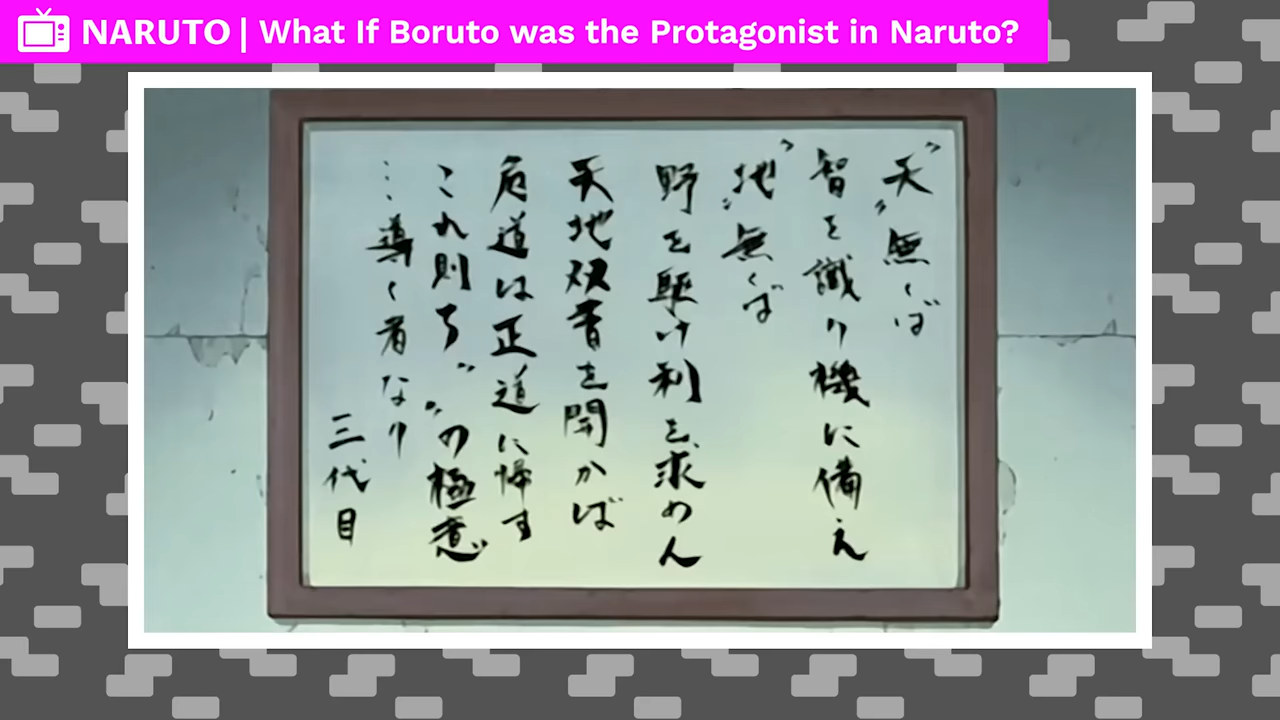 NARUTO | What If Boruto was the Protagonist in Naruto?
"天"無くば
智を識り機に備え
"地"無くば
野を駆け利を求めん
天地双書を開かば
危道は正道に帰す
これ則ち" "の極意
…導く者なり
三代目